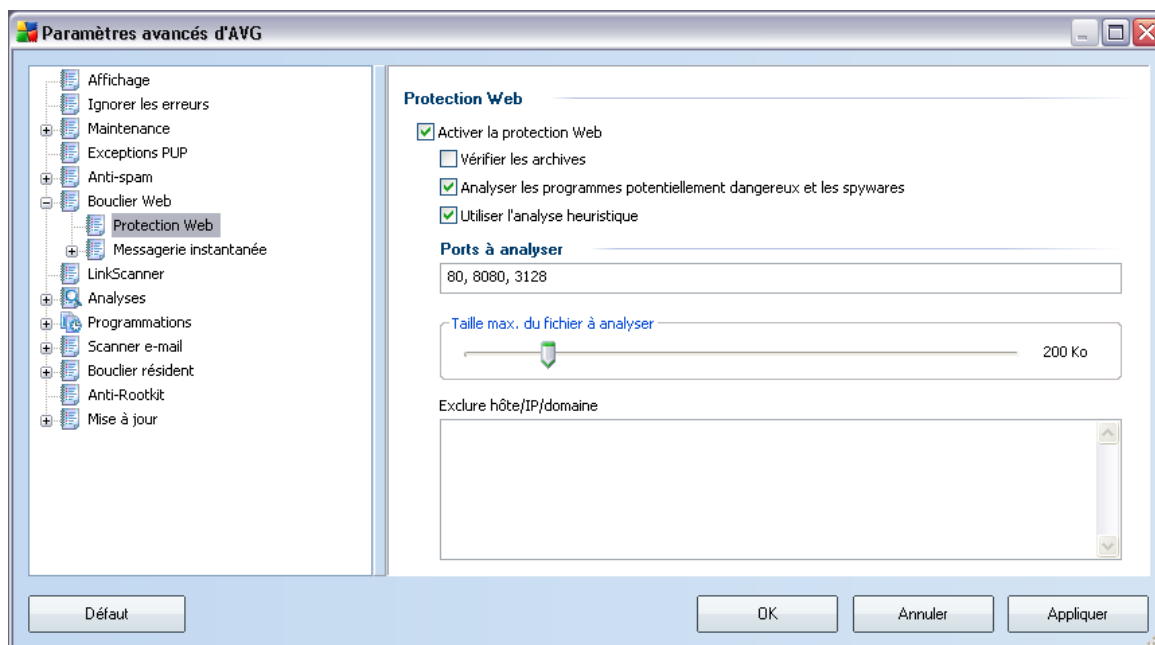 Paramètres avancés d'AVG
Affichage
Ignorer les erreurs
Maintenance
Exceptions PUP
Anti-spam
Bouclier Web
Protection Web
Messagerie instantanée
LinkScanner
Analyses
Programmations
Scanner e-mail
Bouclier résident
Anti-Rootkit
Mise à jour
Protection Web
Activer la protection Web
Vérifier les archives
Analyser les programmes potentiellement dangereux et les spywares
Utiliser l'analyse heuristique
Ports à analyser
80, 8080, 3128
Taille max. du fichier à analyser
200 Ko
Exclure hôte/IP/domaine
Défaut
OK
Annuler
Appliquer